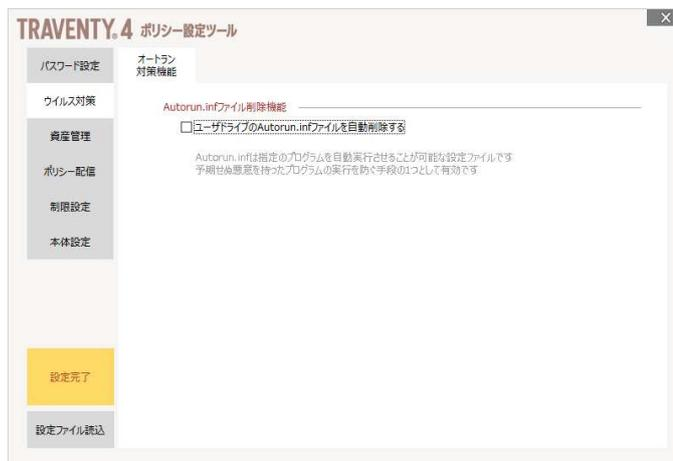 TRAVENTY® 4 ポリシー設定ツール
パスワード設定
ウイルス対策
資産管理
ポリシー配信
制限設定
本体設定
設定完了
設定ファイル読込
オートラン
対策機能
Autorun.infファイル削除機能
ユーザドライブのAutorun.infファイルを自動削除する
Autorun.infは指定のプログラムを自動実行させることが可能な設定ファイルです
予期せぬ悪意を持ったプログラムの実行を防ぐ手段の1つとして有効です